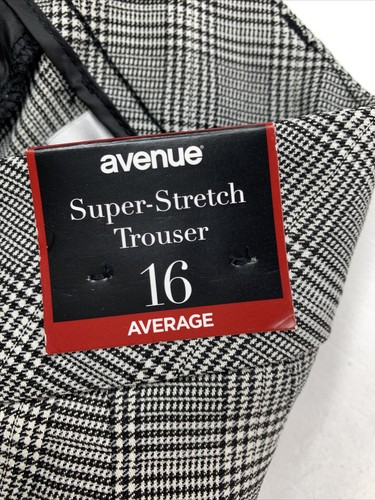 avenue®
Super-Stretch
Trouser
16
AVERAGE